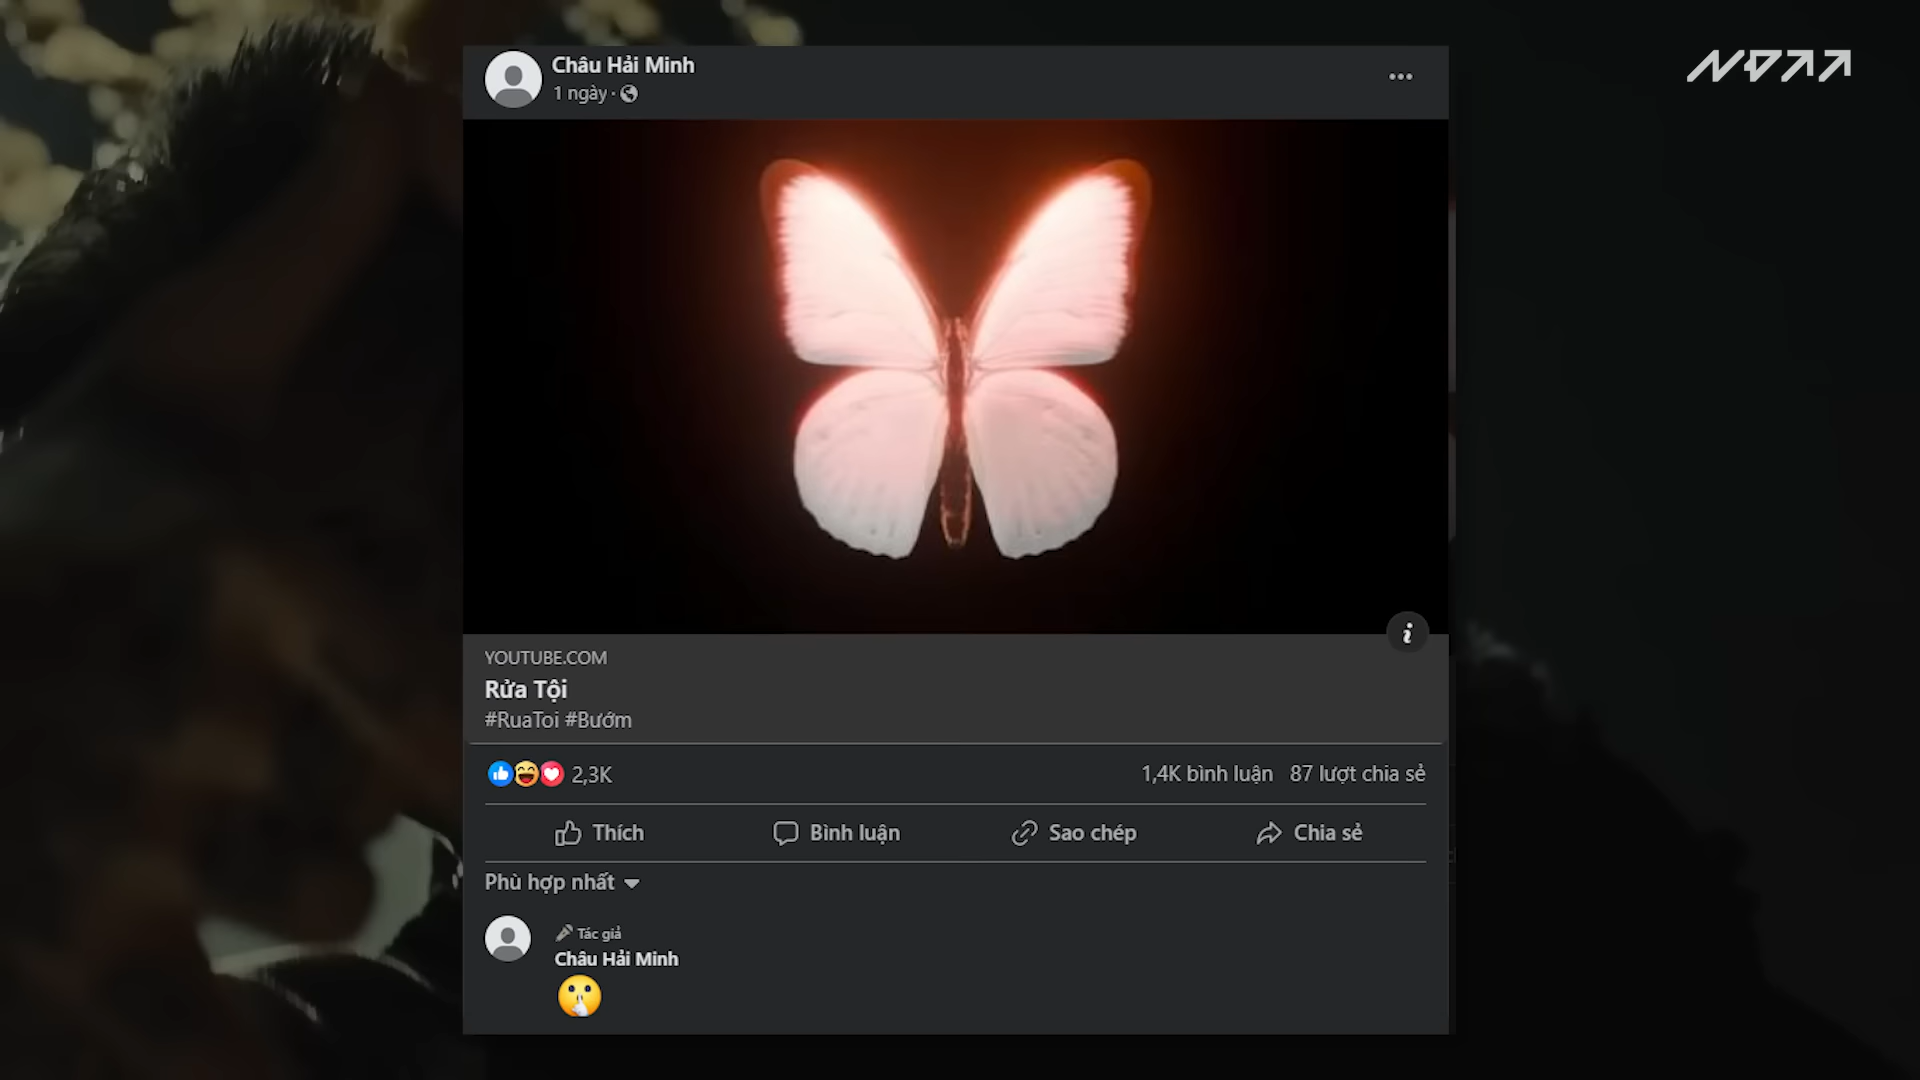 Châu Hải Minh
1 ngày ·
YOUTUBE.COM
Rửa Tội
#RuaToi #Bướm
2,3K
1,4K bình luận 87 lượt chia sẻ
Thích
Bình luận
Sao chép
Chia sẻ
Phù hợp nhất
Tác giả
Châu Hải Minh